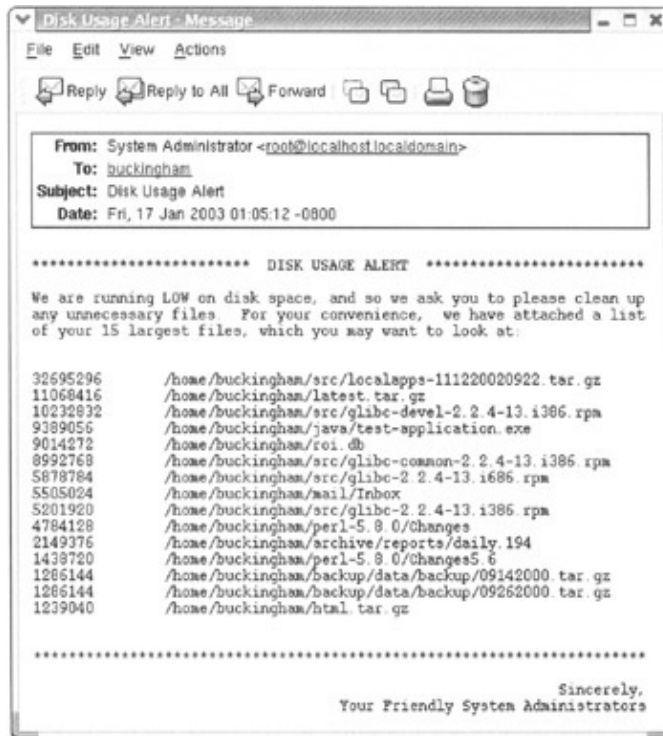 Disk Usage Alert - Message
File Edit View Actions
Reply Reply to All Forward
From: System Administrator <root@localhost.localdomain>
To: buckingham
Subject: Disk Usage Alert
Date: Fri, 17 Jan 2003 01:05:12 -0800
************************** DISK USAGE ALERT **************************
We are running LOW on disk space, and so we ask you to please clean up
any unnecessary files. For your convenience, we have attached a list
of your 15 largest files, which you may want to look at:
32695296 /home/buckingham/src/localapps-111220020922.tar.gz
11068416 /home/buckingham/latest.tar.gz
10232832 /home/buckingham/src/glibc-devel-2.2.4-13.i386.rpm
9389056 /home/buckingham/java/test-application.exe
9014272 /home/buckingham/roi.db
8992768 /home/buckingham/src/glibc-common-2.2.4-13.i386.rpm
5878784 /home/buckingham/src/glibc-2.2.4-13.i686.rpm
5505024 /home/buckingham/mail/Inbox
5201920 /home/buckingham/src/glibc-2.2.4-13.i386.rpm
4784128 /home/buckingham/perl-5.8.0/Changes
2149376 /home/buckingham/archive/reports/daily.194
1438720 /home/buckingham/perl-5.8.0/Changes5.6
1286144 /home/buckingham/backup/data/backup/09142000.tar.gz
1286144 /home/buckingham/backup/data/backup/09262000.tar.gz
1239040 /home/buckingham/html.tar.gz
*************************************************************************
Sincerely,
Your Friendly System Administrators